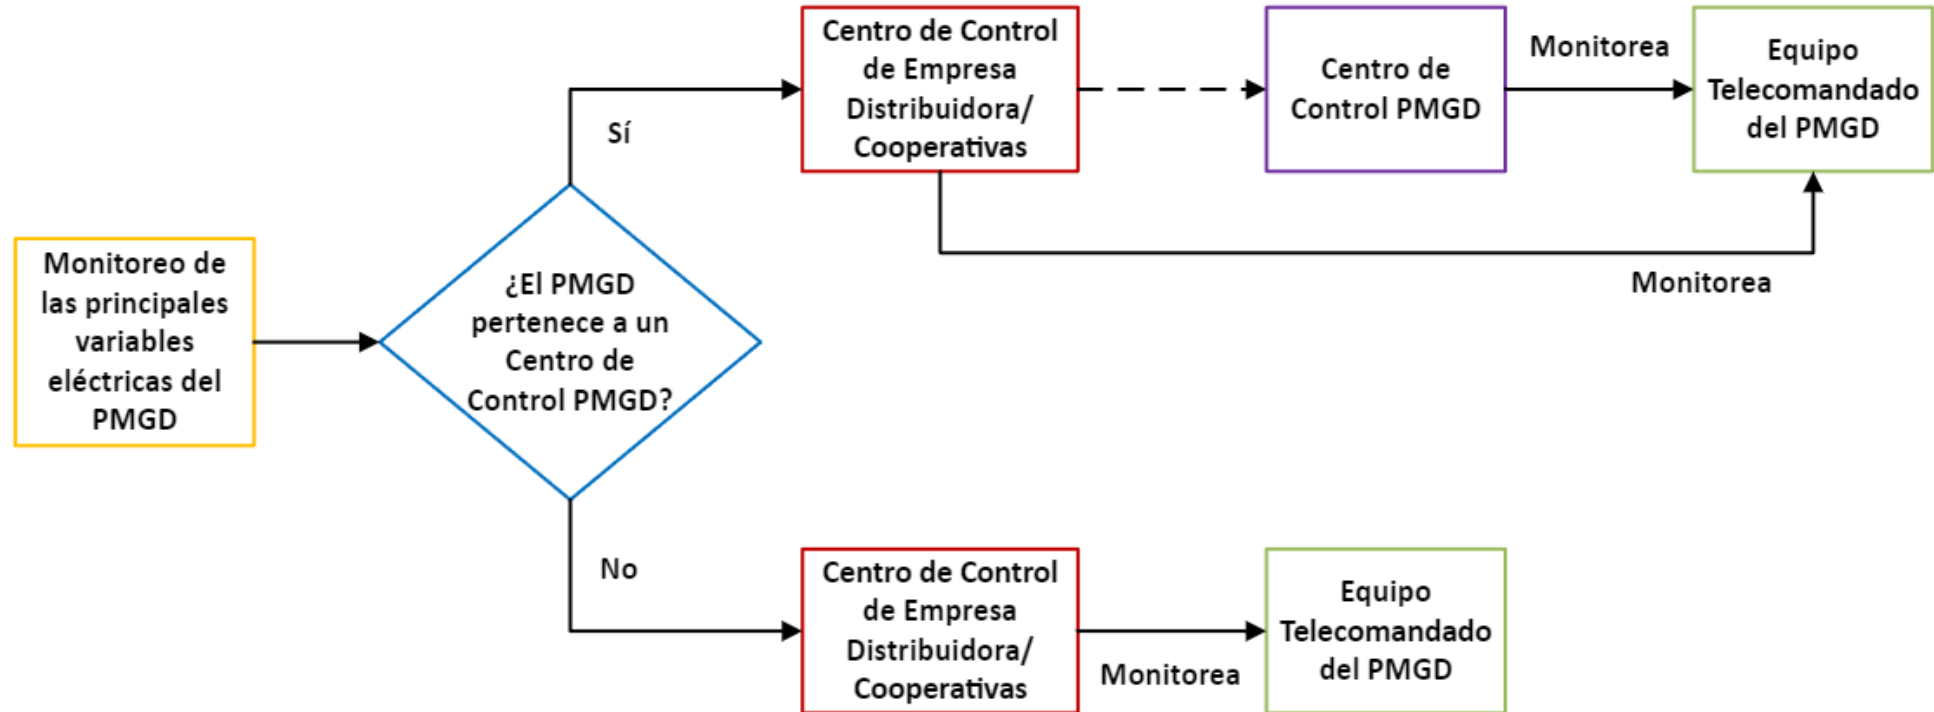 Monitoreo de
las principales
variables
eléctricas del
PMGD
¿El PMGD
pertenece a un
Centro de
Control PMGD?
Sí
Centro de Control
de Empresa
Distribuidora/
Cooperativas
Centro de
Control PMGD
Monitorea
Equipo
Telecomandado
del PMGD
Monitorea
No
Centro de Control
de Empresa
Distribuidora/
Cooperativas
Monitorea
Equipo
Telecomandado
del PMGD